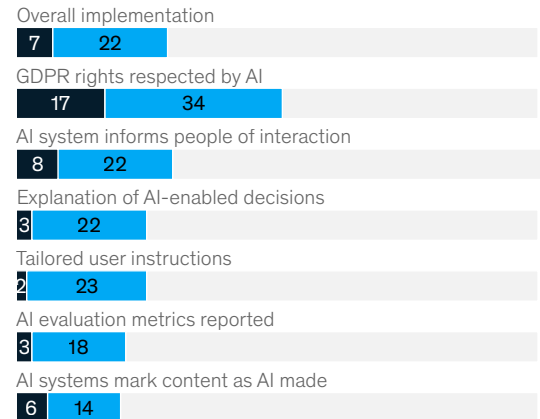 Overall implementation
7 22
GDPR rights respected by AI
17 34
AI system informs people of interaction
8 22
Explanation of AI-enabled decisions
3 22
Tailored user instructions
2 23
AI evaluation metrics reported
3 18
AI systems mark content as AI made
6 14